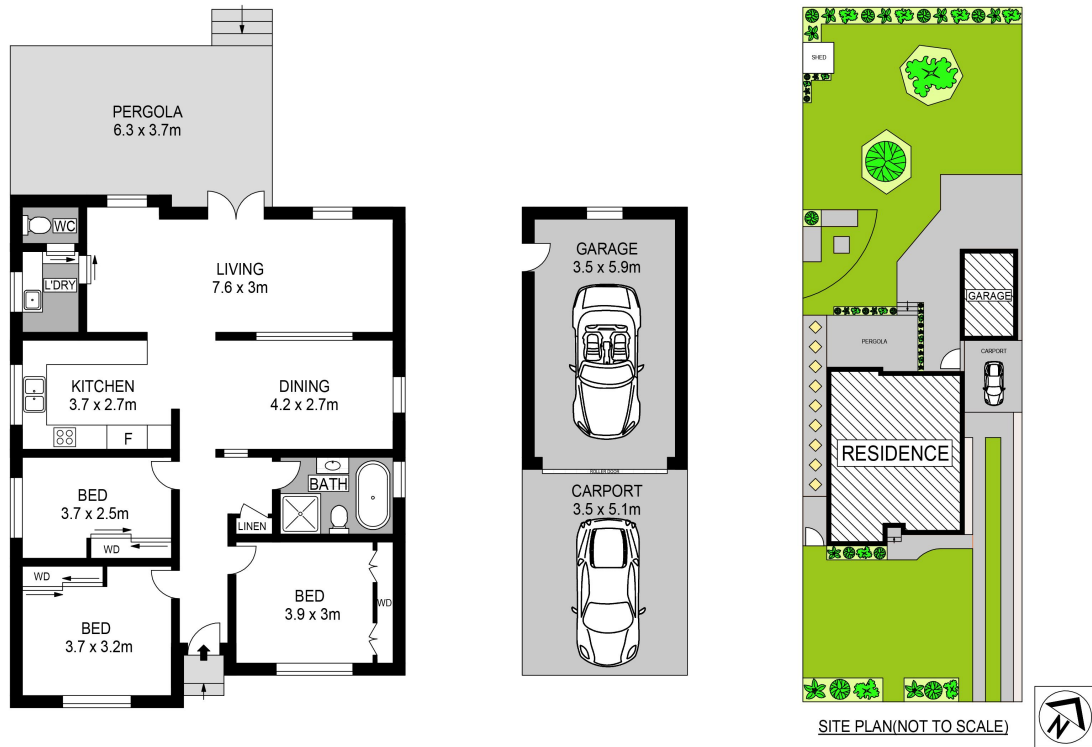 PERGOLA
6.3 x 3.7m
WC
L'DRY
LIVING
7.6 x 3m
KITCHEN
3.7 x 2.7m
F
DINING
4.2 x 2.7m
BED
3.7 x 2.5m
WD
BATH
LINEN
WD
BED
3.7 x 3.2m
BED
3.9 x 3m
WD
GARAGE
3.5 x 5.9m
ROLLER DOOR
CARPORT
3.5 x 5.1m
SHED
GARAGE
PERGOLA
CARPORT
RESIDENCE
SITE PLAN(NOT TO SCALE)
N